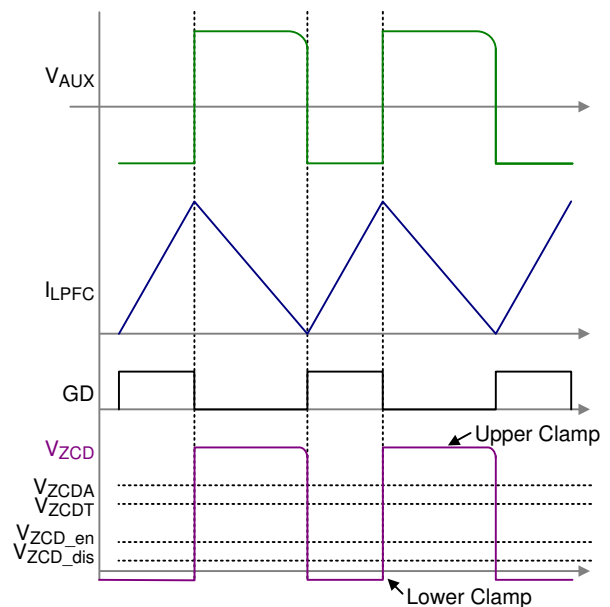 VAUX
ILPFC
GD
VZCD
Upper Clamp
VZCDA
VZCDT
VZCD_en
VZCD_dis
Lower Clamp